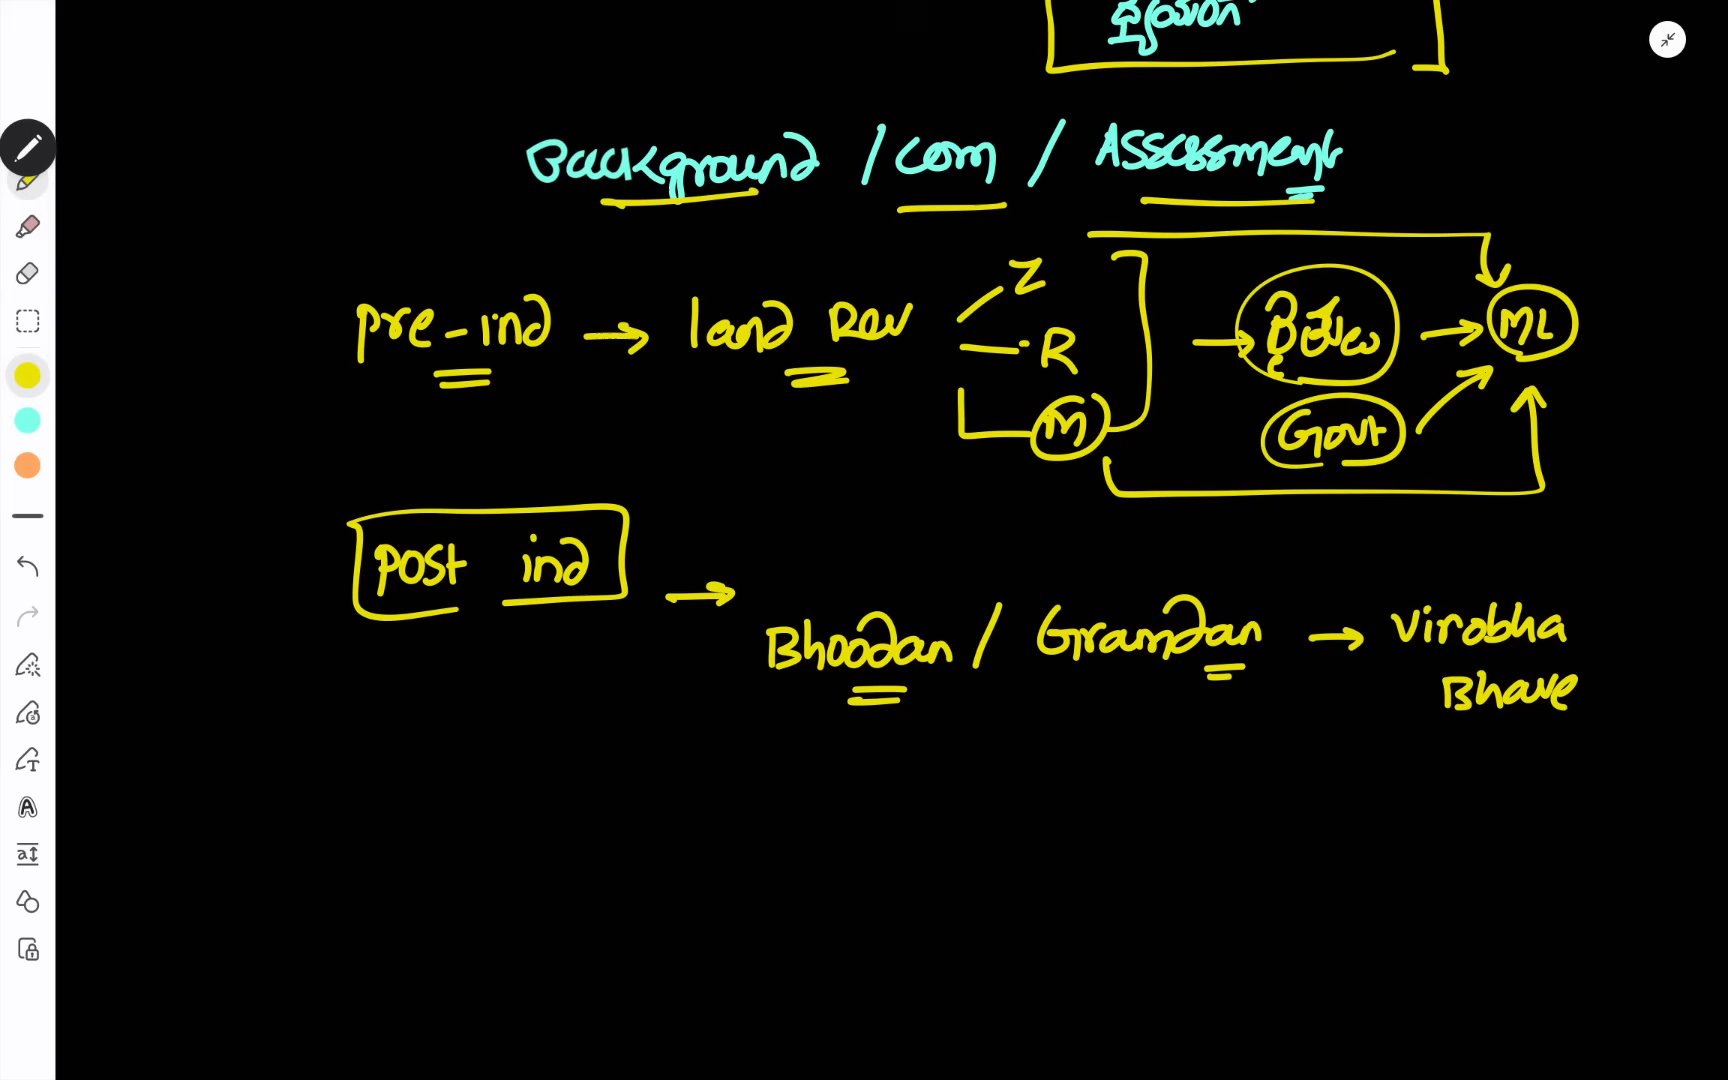 Background / com / Assessment
pre-ind → land Rev
Z
R
M
→ ML
Govt
post ind →
Bhoodan / Gramdan → Virobha
Bhave